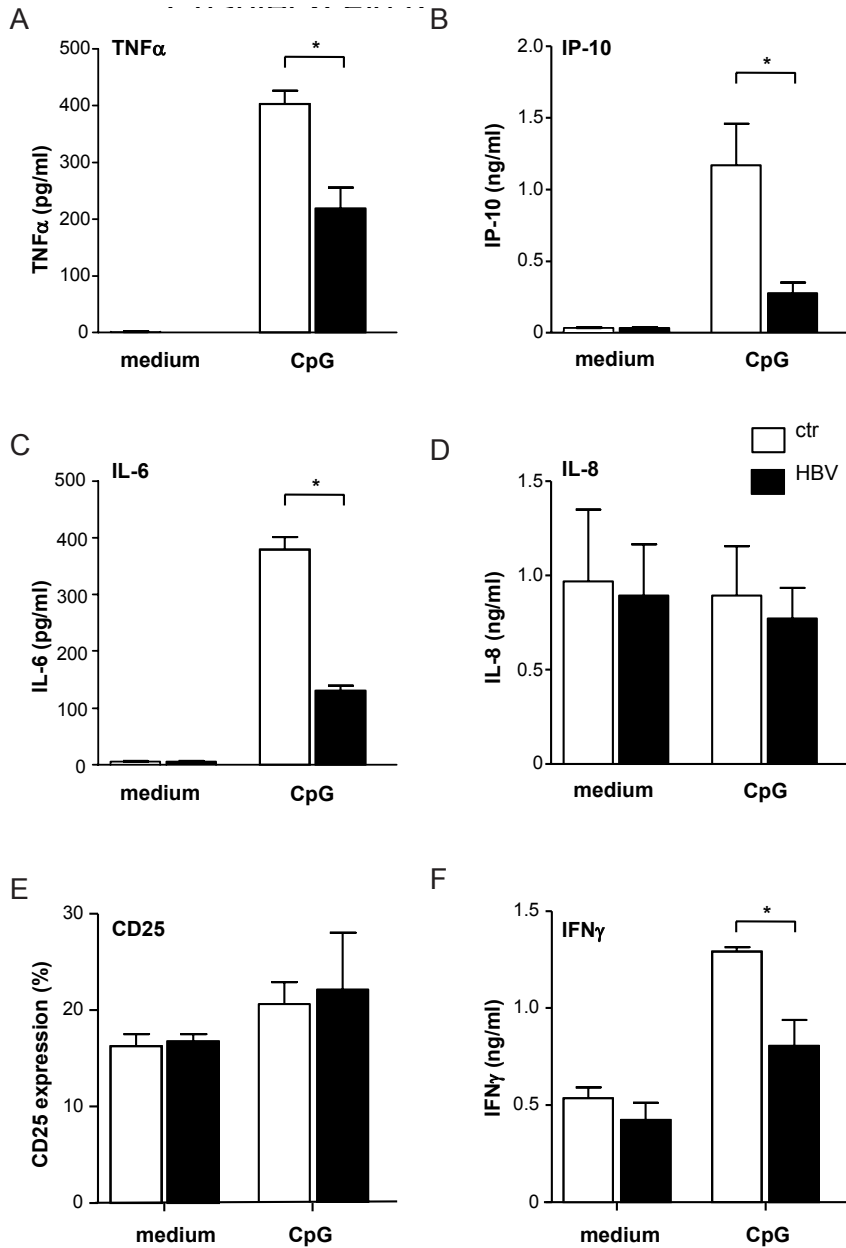 A
TNFα
500
400
300
200
100
0
TNFα (pg/ml)
*
medium
CpG
B
IP-10
2.0
1.5
1.0
0.5
0
IP-10 (ng/ml)
*
medium
CpG
C
IL-6
500
400
300
200
100
0
IL-6 (pg/ml)
*
medium
CpG
D
IL-8
ctr
HBV
1.5
1.0
0.5
0
IL-8 (ng/ml)
medium
CpG
E
CD25
30
20
10
0
CD25 expression (%)
medium
CpG
F
IFNγ
1.5
1.0
0.5
0
IFNγ (ng/ml)
*
medium
CpG